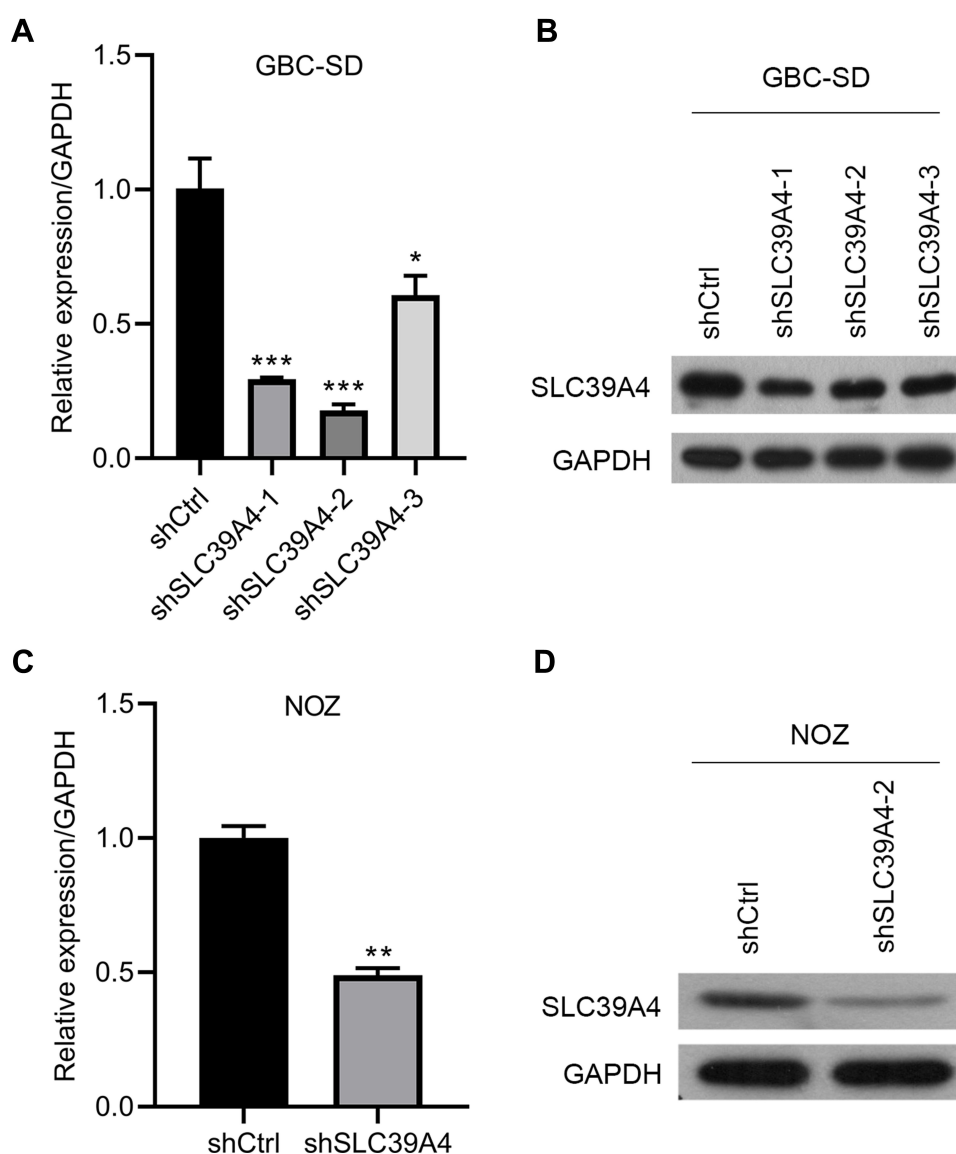 A
GBC-SD
Relative expression/GAPDH
1.5
1.0
0.5
0.0
***
***
*
shCtrl
shSLC39A4-1
shSLC39A4-2
shSLC39A4-3
B
GBC-SD
shCtrl
shSLC39A4-1
shSLC39A4-2
shSLC39A4-3
SLC39A4
GAPDH
C
NOZ
Relative expression/GAPDH
1.5
1.0
0.5
0.0
**
shCtrl
shSLC39A4
D
NOZ
shCtrl
shSLC39A4-2
SLC39A4
GAPDH